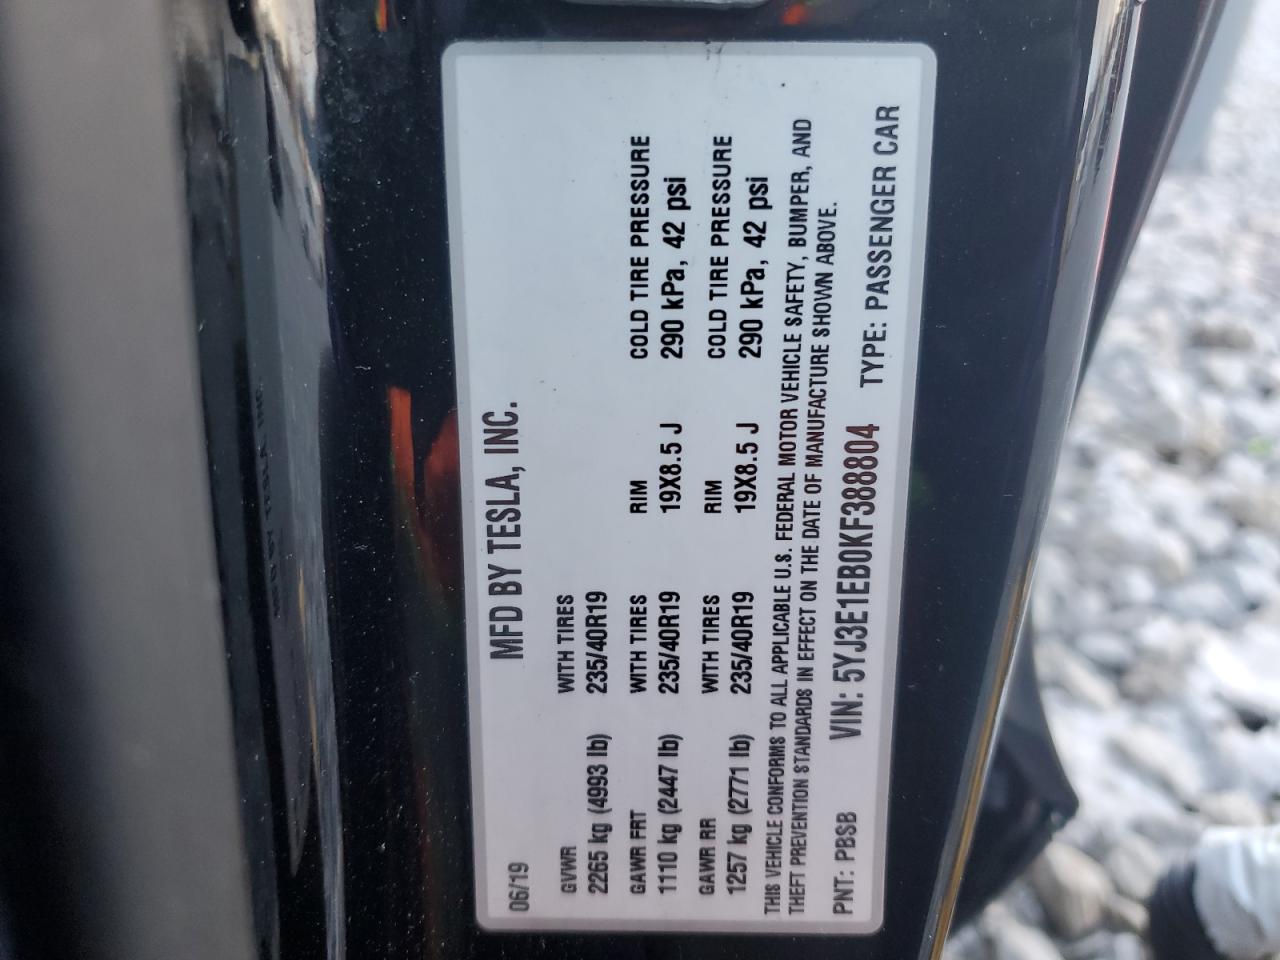 MFD BY TESLA, INC.
06/19
GVWR WITH TIRES
2265 kg (4993 lb) 235/40R19
GAWR FRT WITH TIRES RIM COLD TIRE PRESSURE
1110 kg (2447 lb) 235/40R19 19X8.5 J 290 kPa, 42 psi
GAWR RR WITH TIRES RIM COLD TIRE PRESSURE
1257 kg (2771 lb) 235/40R19 19X8.5 J 290 kPa, 42 psi
THIS VEHICLE CONFORMS TO ALL APPLICABLE U.S. FEDERAL MOTOR VEHICLE SAFETY, BUMPER, AND
THEFT PREVENTION STANDARDS IN EFFECT ON THE DATE OF MANUFACTURE SHOWN ABOVE.
PNT: PBSB VIN: 5YJ3E1EB0KF388804 TYPE: PASSENGER CAR